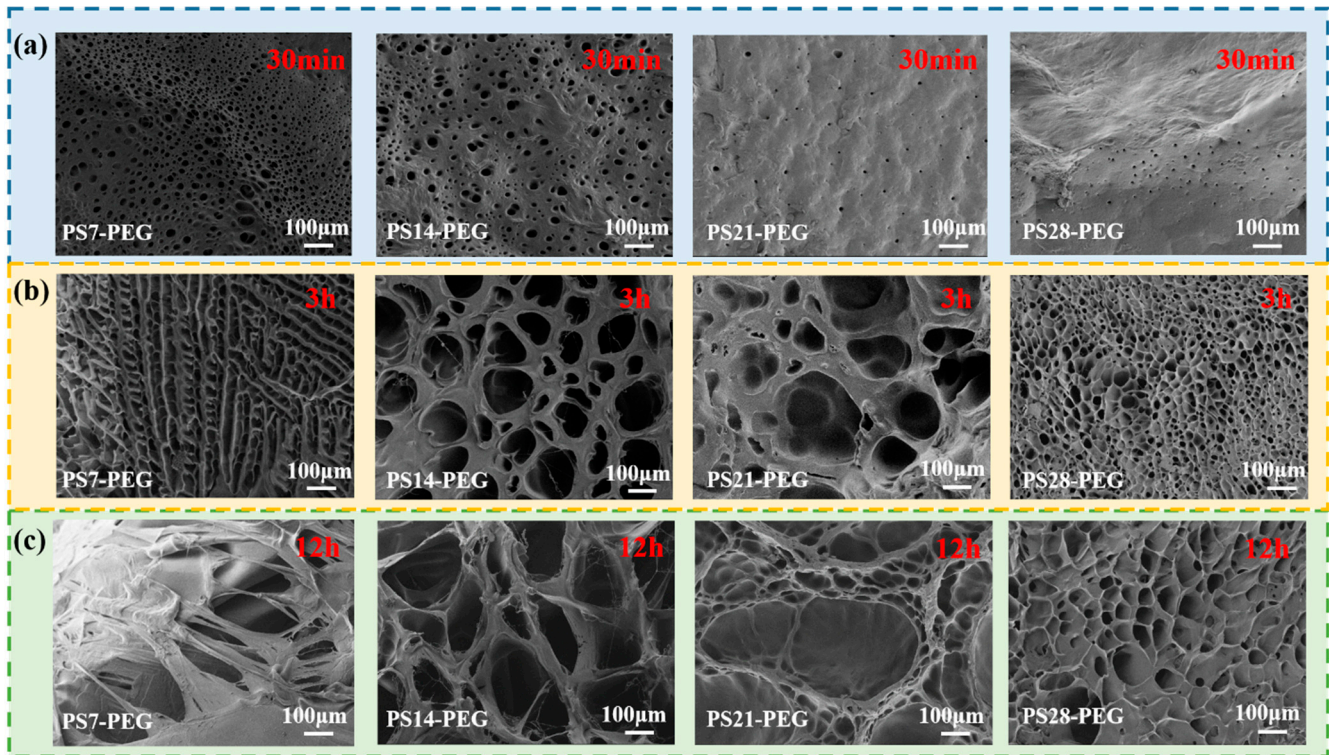 (a)
30min
30min
30min
30min
PS7-PEG
100μm
PS14-PEG
100μm
PS21-PEG
100μm
PS28-PEG
100μm
(b)
3h
3h
3h
3h
PS7-PEG
100μm
PS14-PEG
100μm
PS21-PEG
100μm
PS28-PEG
100μm
(c)
12h
12h
12h
12h
PS7-PEG
100μm
PS14-PEG
100μm
PS21-PEG
100μm
PS28-PEG
100μm